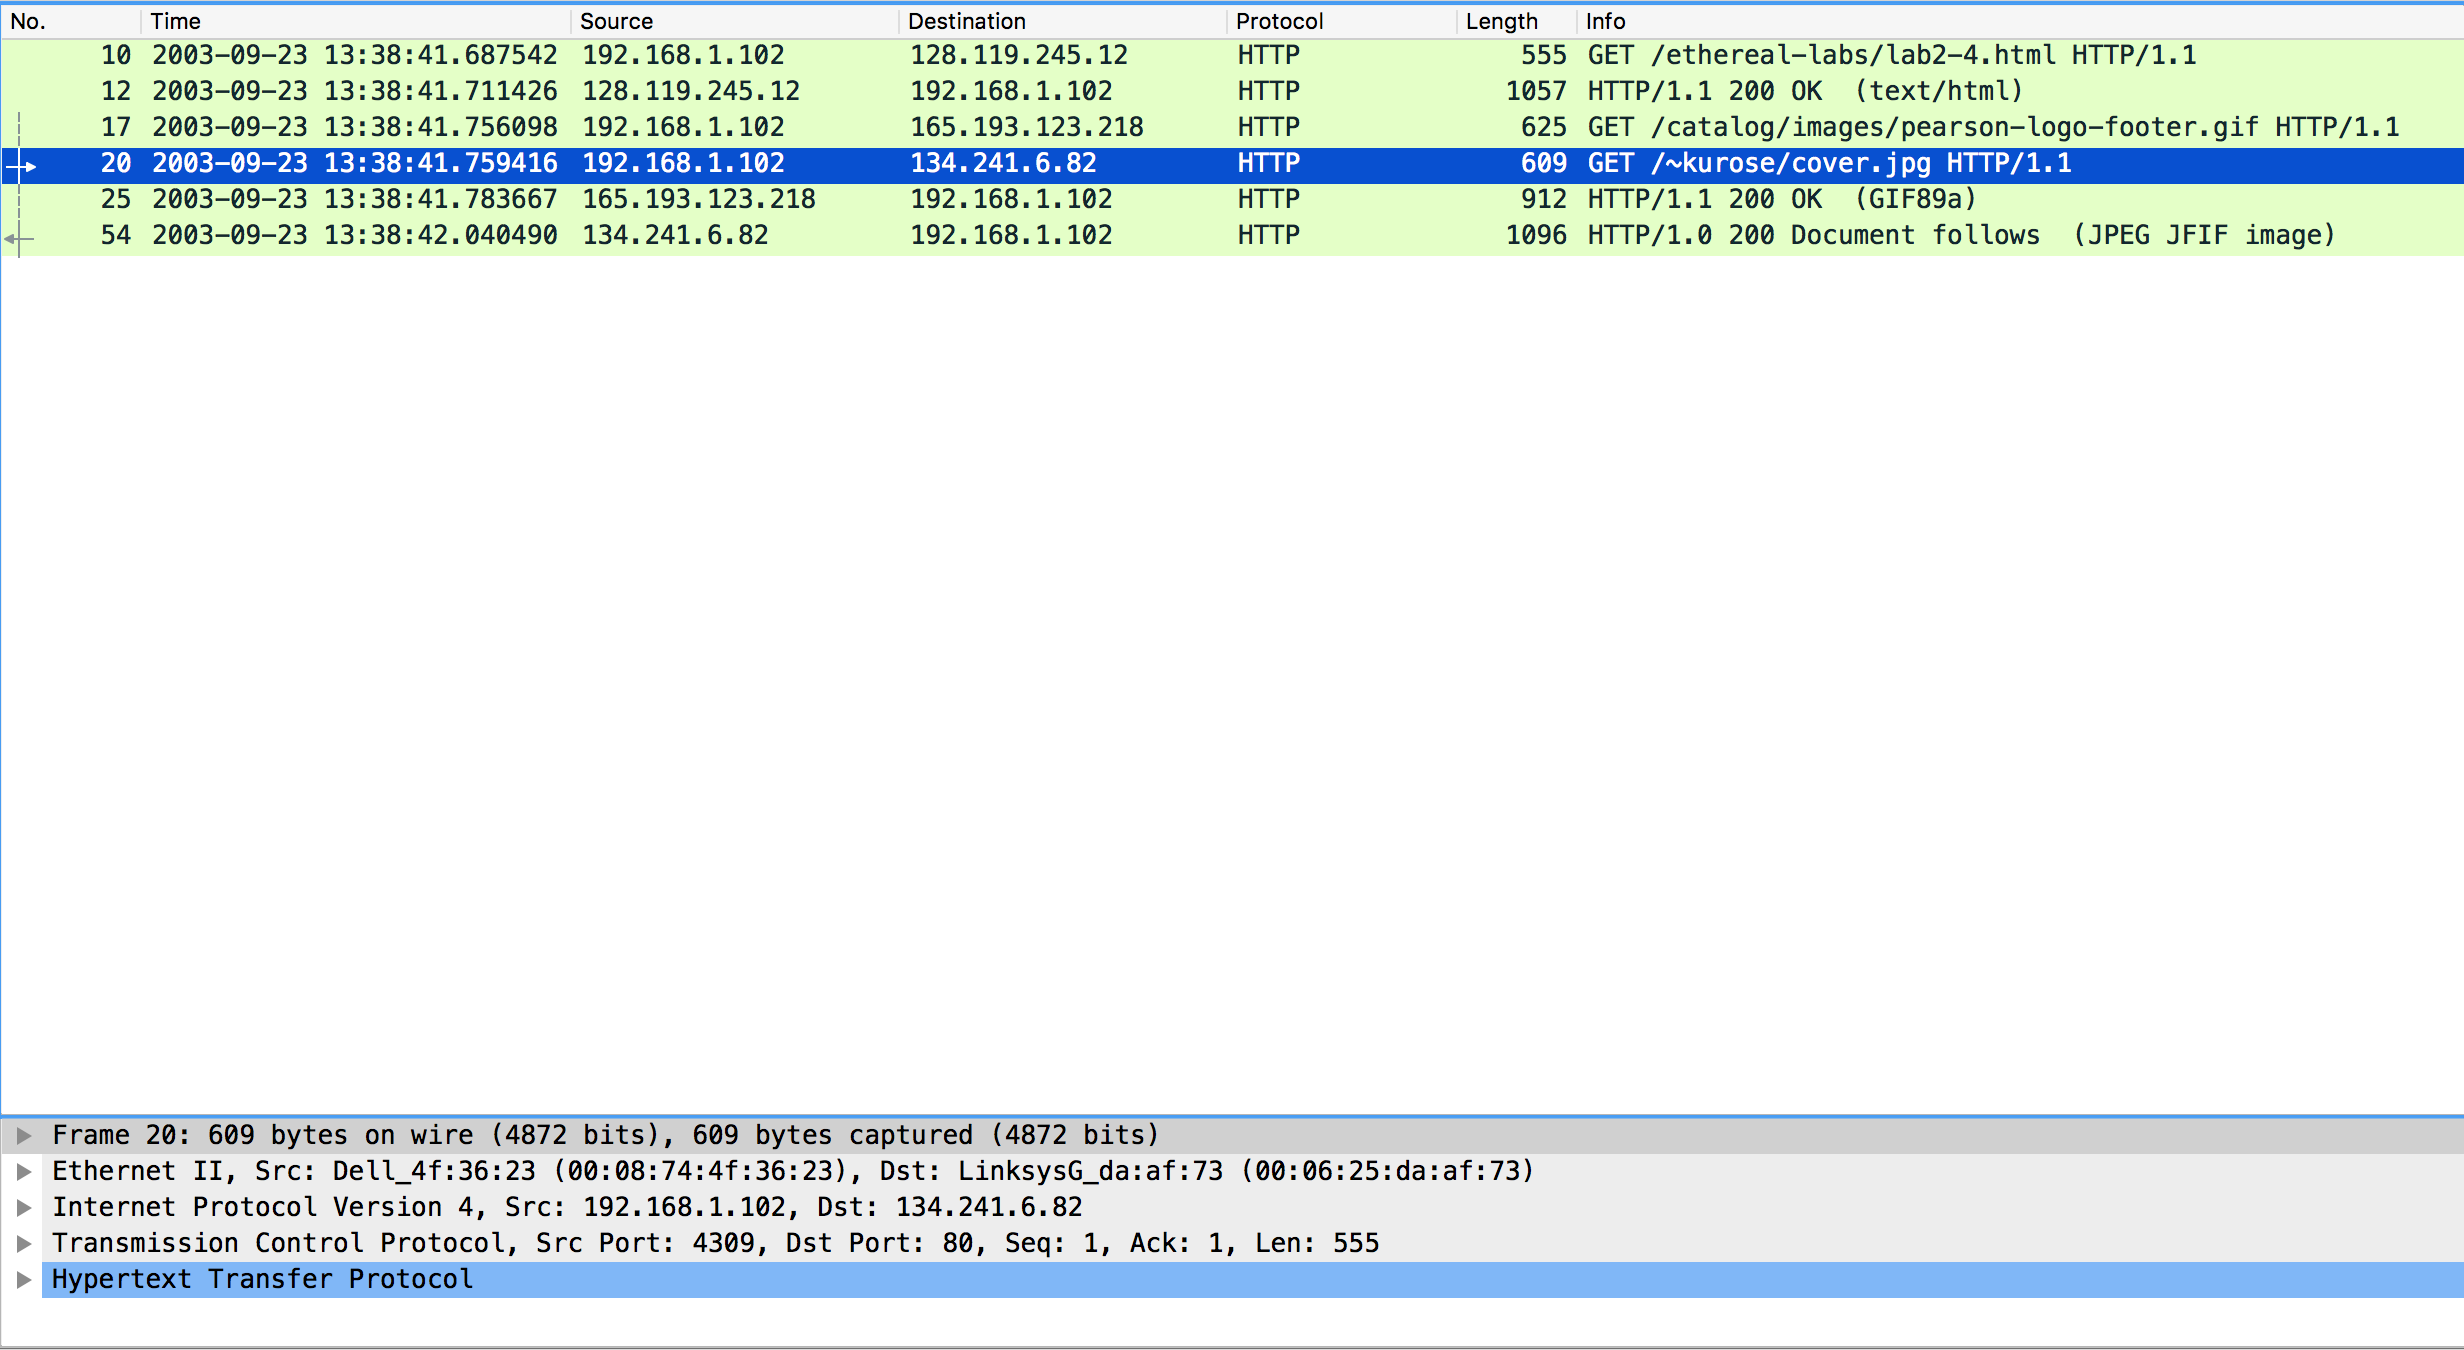 No. Time Source Destination Protocol Length Info
10 2003-09-23 13:38:41.687542 192.168.1.102 128.119.245.12 HTTP 555 GET /ethereal-labs/lab2-4.html HTTP/1.1
12 2003-09-23 13:38:41.711426 128.119.245.12 192.168.1.102 HTTP 1057 HTTP/1.1 200 OK  (text/html)
17 2003-09-23 13:38:41.756098 192.168.1.102 165.193.123.218 HTTP 625 GET /catalog/images/pearson-logo-footer.gif HTTP/1.1
20 2003-09-23 13:38:41.759416 192.168.1.102 134.241.6.82 HTTP 609 GET /~kurose/cover.jpg HTTP/1.1
25 2003-09-23 13:38:41.783667 165.193.123.218 192.168.1.102 HTTP 912 HTTP/1.1 200 OK  (GIF89a)
54 2003-09-23 13:38:42.040490 134.241.6.82 192.168.1.102 HTTP 1096 HTTP/1.0 200 Document follows  (JPEG JFIF image)
Frame 20: 609 bytes on wire (4872 bits), 609 bytes captured (4872 bits)
Ethernet II, Src: Dell_4f:36:23 (00:08:74:4f:36:23), Dst: LinksysG_da:af:73 (00:06:25:da:af:73)
Internet Protocol Version 4, Src: 192.168.1.102, Dst: 134.241.6.82
Transmission Control Protocol, Src Port: 4309, Dst Port: 80, Seq: 1, Ack: 1, Len: 555
Hypertext Transfer Protocol